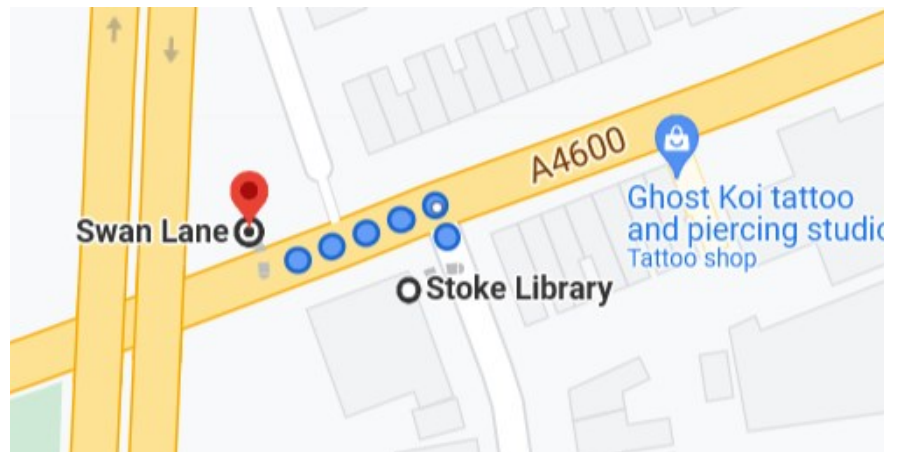 A4600
Swan Lane
Ghost Koi tattoo
and piercing studio
Tattoo shop
Stoke Library